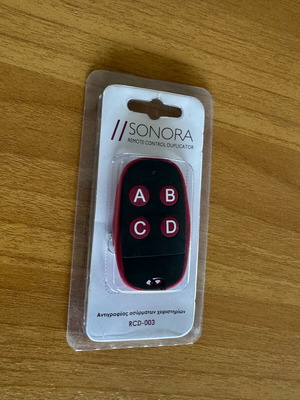 //SONORA
REMOTE CONTROL DUPLICATOR
A B
C D
Αντιγραφέας ασύρματων χειριστηρίων
RCD-003